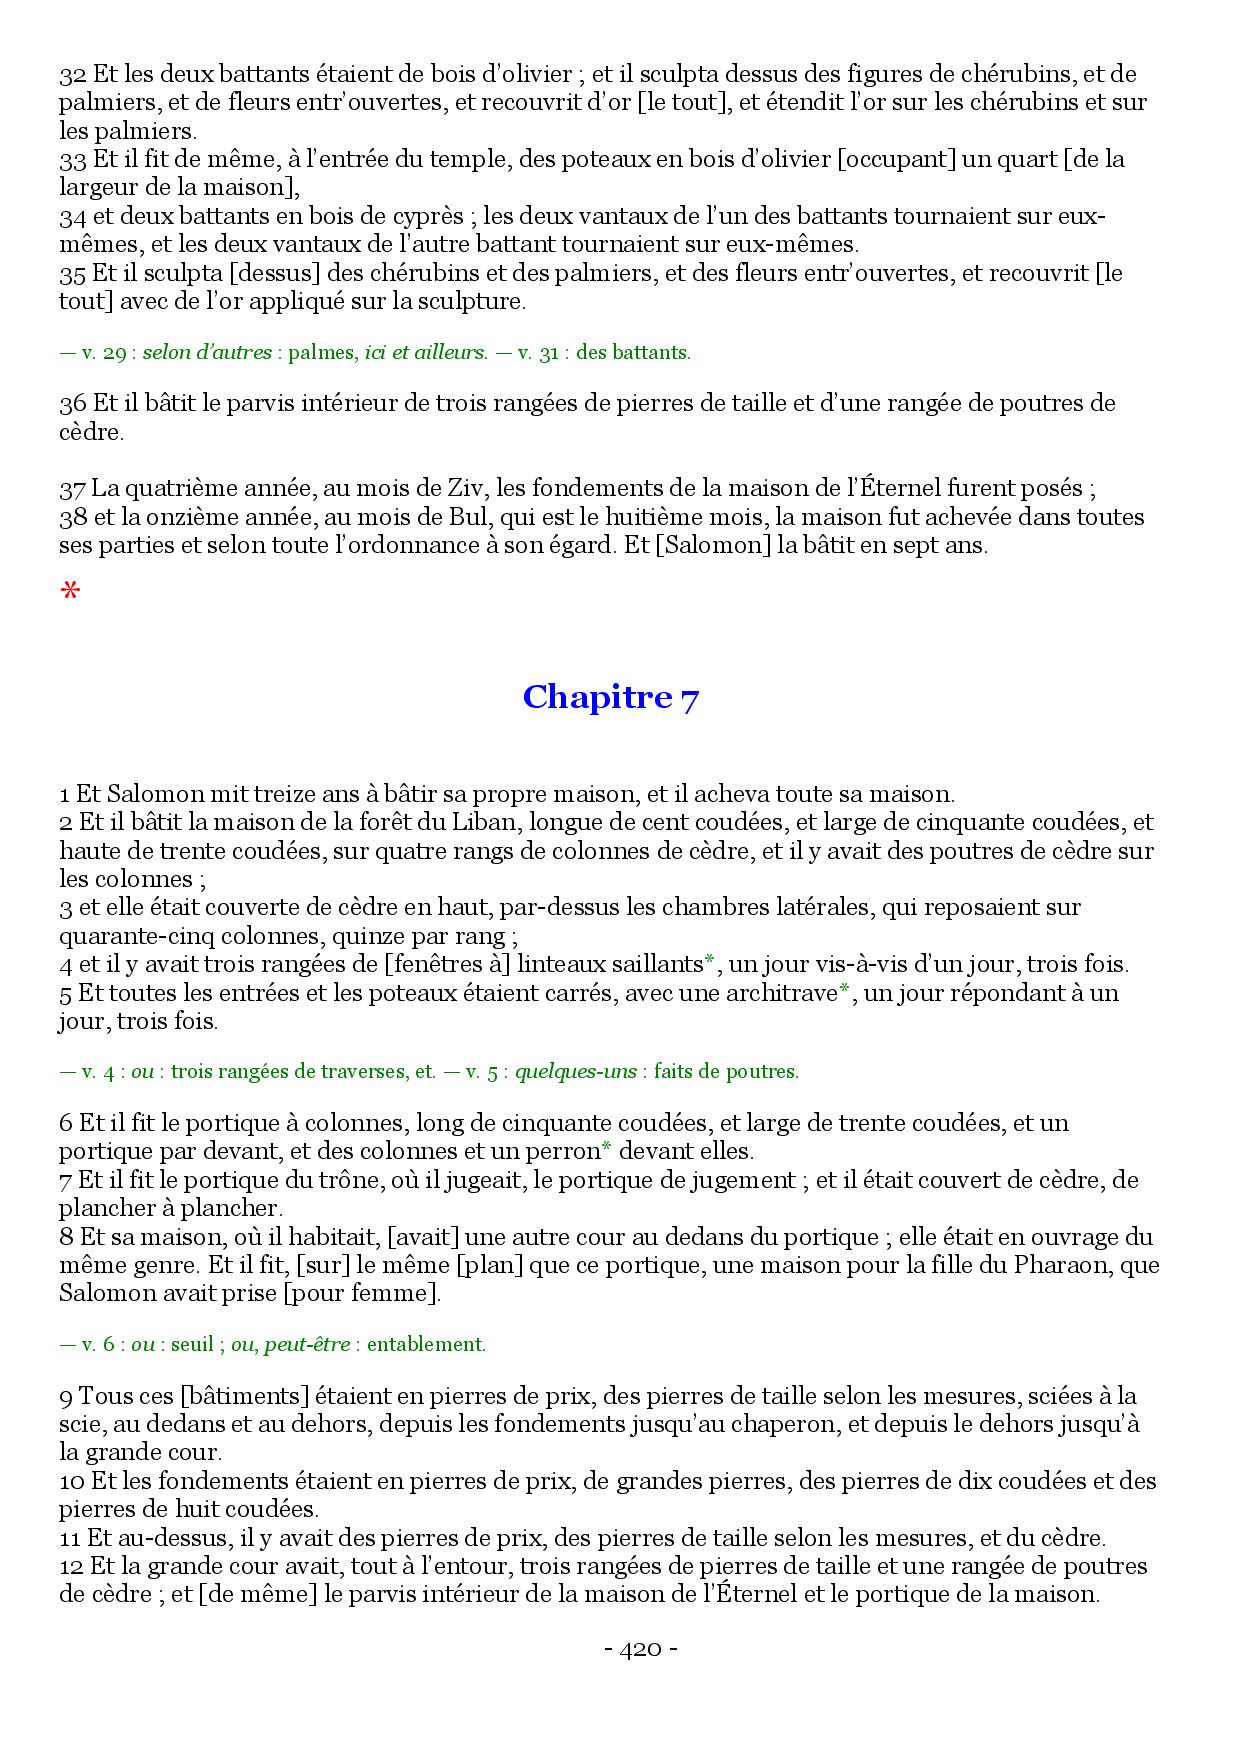 32 Et les deux battants étaient de bois d’olivier ; et il sculpta dessus des figures de chérubins, et de
palmiers, et de fleurs entr’ouvertes, et recouvrit d’or [le tout], et étendit l’or sur les chérubins et sur
les palmiers.
33 Et il fit de même, à l’entrée du temple, des poteaux en bois d’olivier [occupant] un quart [de la
largeur de la maison],
34 et deux battants en bois de cyprès ; les deux vantaux de l’un des battants tournaient sur eux-
mêmes, et les deux vantaux de l’autre battant tournaient sur eux-mêmes.
35 Et il sculpta [dessus] des chérubins et des palmiers, et des fleurs entr’ouvertes, et recouvrit [le
tout] avec de l’or appliqué sur la sculpture.
— v. 29 : selon d’autres : palmes, ici et ailleurs. — v. 31 : des battants.
36 Et il bâtit le parvis intérieur de trois rangées de pierres de taille et d’une rangée de poutres de
cèdre.
37 La quatrième année, au mois de Ziv, les fondements de la maison de l’Éternel furent posés ;
38 et la onzième année, au mois de Bul, qui est le huitième mois, la maison fut achevée dans toutes
ses parties et selon toute l’ordonnance à son égard. Et [Salomon] la bâtit en sept ans.
*
Chapitre 7
1 Et Salomon mit treize ans à bâtir sa propre maison, et il acheva toute sa maison.
2 Et il bâtit la maison de la forêt du Liban, longue de cent coudées, et large de cinquante coudées, et
haute de trente coudées, sur quatre rangs de colonnes de cèdre, et il y avait des poutres de cèdre sur
les colonnes ;
3 et elle était couverte de cèdre en haut, par-dessus les chambres latérales, qui reposaient sur
quarante-cinq colonnes, quinze par rang ;
4 et il y avait trois rangées de [fenêtres à] linteaux saillants*, un jour vis-à-vis d’un jour, trois fois.
5 Et toutes les entrées et les poteaux étaient carrés, avec une architrave*, un jour répondant à un
jour, trois fois.
— v. 4 : ou : trois rangées de traverses, et. — v. 5 : quelques-uns : faits de poutres.
6 Et il fit le portique à colonnes, long de cinquante coudées, et large de trente coudées, et un
portique par devant, et des colonnes et un perron* devant elles.
7 Et il fit le portique du trône, où il jugeait, le portique de jugement ; et il était couvert de cèdre, de
plancher à plancher.
8 Et sa maison, où il habitait, [avait] une autre cour au dedans du portique ; elle était en ouvrage du
même genre. Et il fit, [sur] le même [plan] que ce portique, une maison pour la fille du Pharaon, que
Salomon avait prise [pour femme].
— v. 6 : ou : seuil ; ou, peut-être : entablement.
9 Tous ces [bâtiments] étaient en pierres de prix, des pierres de taille selon les mesures, sciées à la
scie, au dedans et au dehors, depuis les fondements jusqu’au chaperon, et depuis le dehors jusqu’à
la grande cour.
10 Et les fondements étaient en pierres de prix, de grandes pierres, des pierres de dix coudées et des
pierres de huit coudées.
11 Et au-dessus, il y avait des pierres de prix, des pierres de taille selon les mesures, et du cèdre.
12 Et la grande cour avait, tout à l’entour, trois rangées de pierres de taille et une rangée de poutres
de cèdre ; et [de même] le parvis intérieur de la maison de l’Éternel et le portique de la maison.
- 420 -